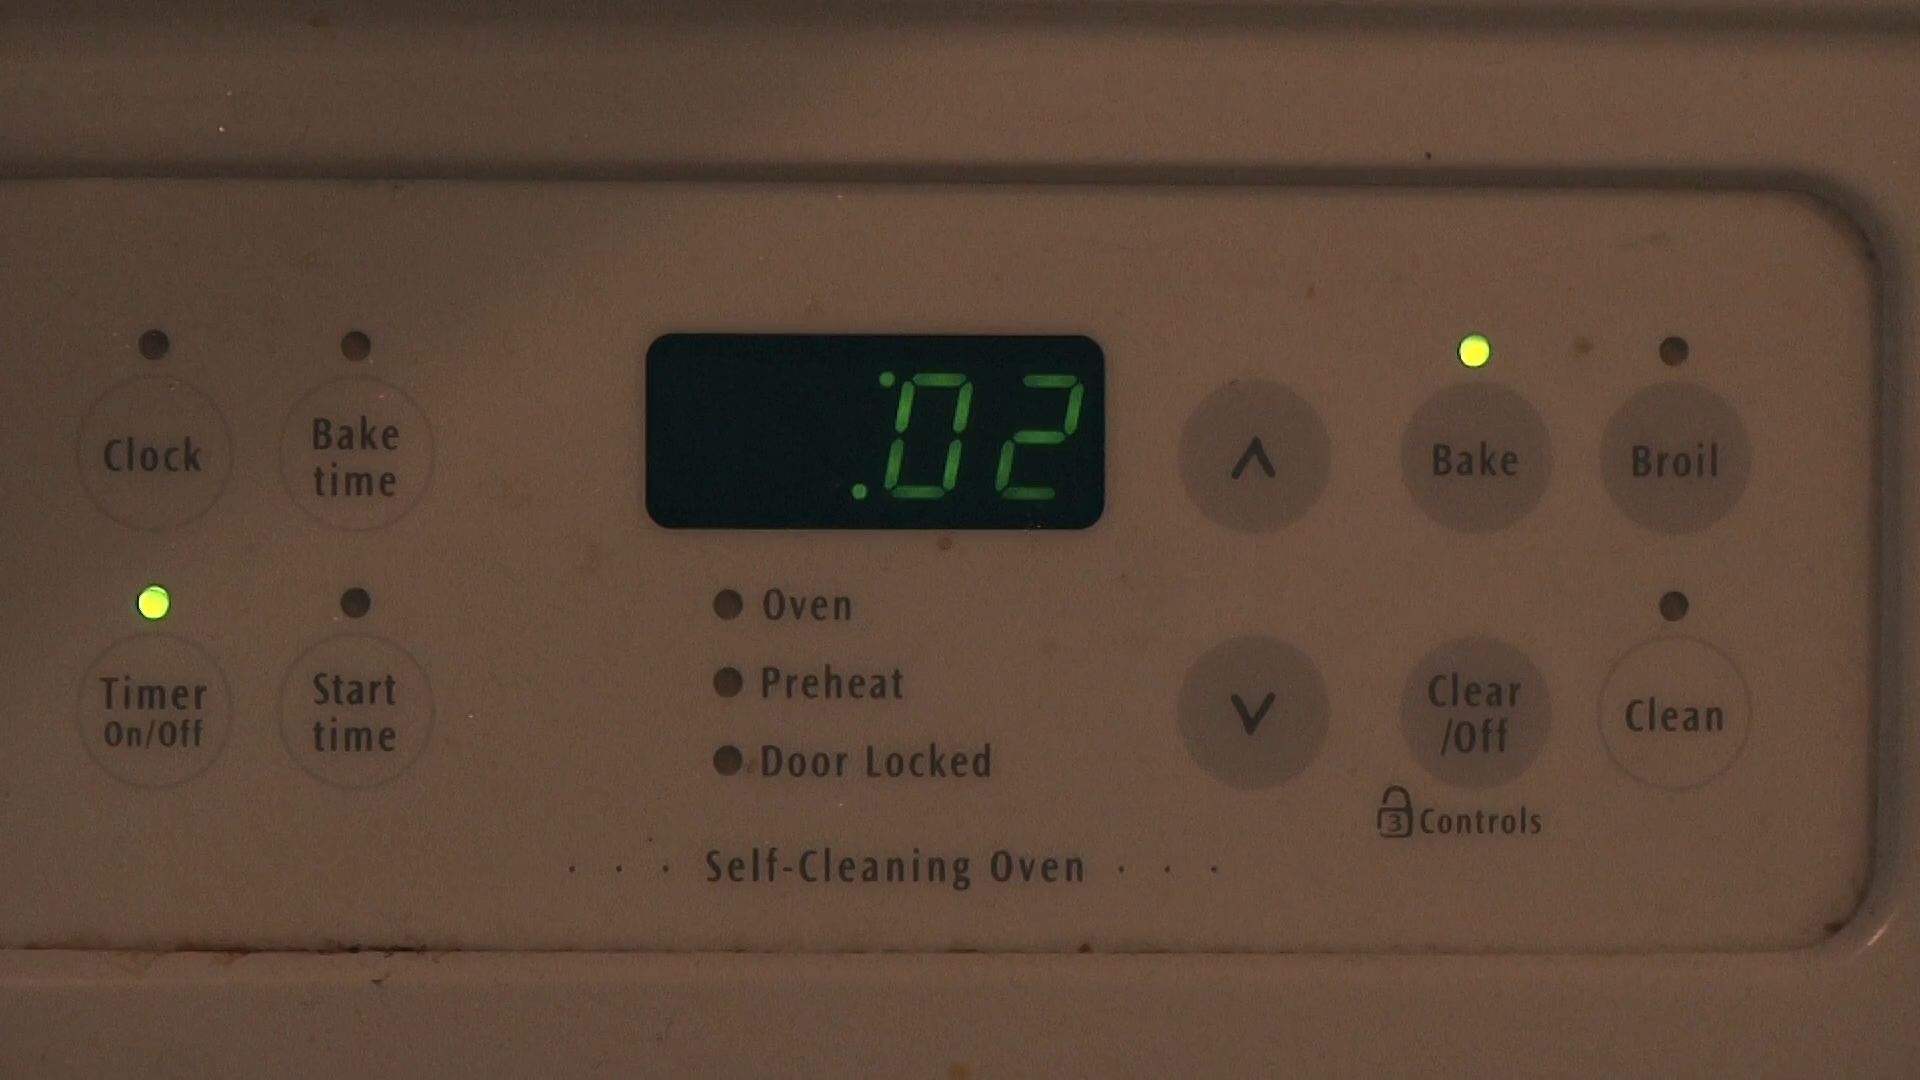 Clock
Bake
time
:02
Bake
Broil
Timer
On/Off
Start
time
Oven
Preheat
Door Locked
Clear
/Off
Clean
3 Controls
. . . Self-Cleaning Oven . . .